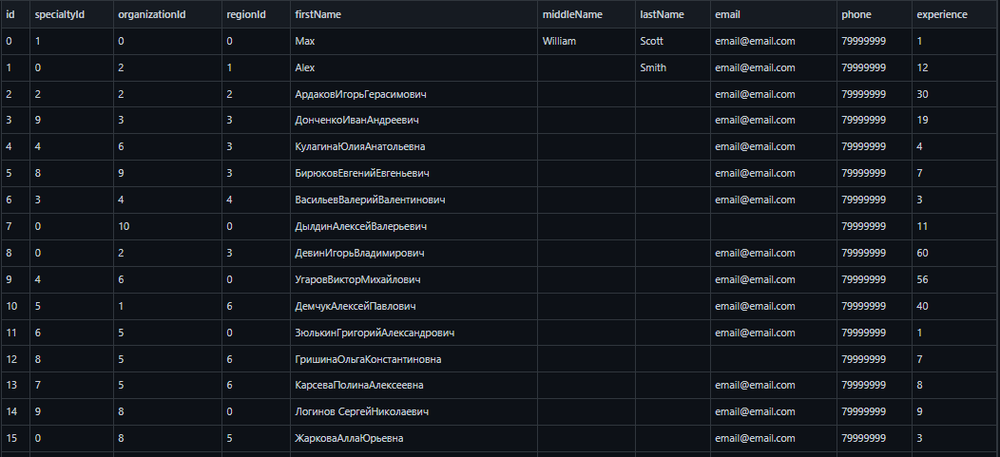 id specialtyId organizationId regionId firstName middleName lastName email phone experience
0 1 0 0 Max William Scott email@email.com 79999999 1
1 0 2 1 Alex Smith email@email.com 79999999 12
2 2 2 2 АрдаковИгорьГерасимович email@email.com 79999999 30
3 9 3 3 ДонченкоИванАндреевич email@email.com 79999999 19
4 4 6 3 КулагинаЮлияАнатольевна email@email.com 79999999 4
5 8 9 3 БирюковЕвгенийЕвгеньевич email@email.com 79999999 7
6 3 4 4 ВасильевВалерийВалентинович email@email.com 79999999 3
7 0 10 0 ДылдинАлексейВалерьевич 79999999 11
8 0 2 3 ДевинИгорьВладимирович email@email.com 79999999 60
9 4 6 0 УгаровВикторМихайлович email@email.com 79999999 56
10 5 1 6 ДемчукАлексейПавлович email@email.com 79999999 40
11 6 5 0 ЗюлькинГригорийАлександрович email@email.com 79999999 1
12 8 5 6 ГришинаОльгаКонстантиновна 79999999 7
13 7 5 6 КарсеваПолинаАлексеевна email@email.com 79999999 8
14 9 8 0 Логинов СергейНиколаевич email@email.com 79999999 9
15 0 8 5 ЖарковаАллаЮрьевна email@email.com 79999999 3